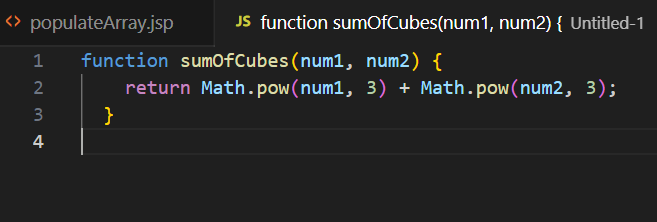 <> populateArray.jsp JS function sumOfCubes(num1, num2) { Untitled-1
1 function sumOfCubes(num1, num2) {
2 return Math.pow(num1, 3) + Math.pow(num2, 3);
3 }
4